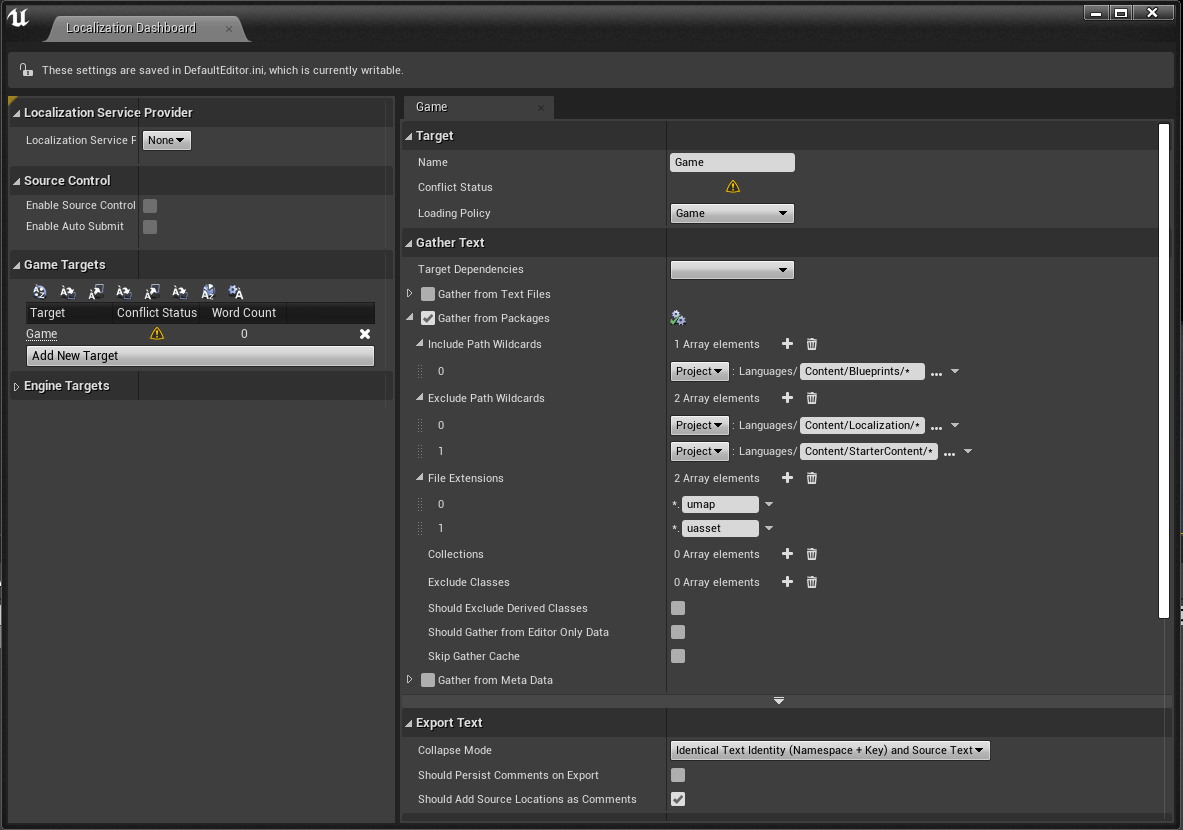 Localization Dashboard
These settings are saved in DefaultEditor.ini, which is currently writable.
Localization Service Provider
Localization Service P
None
Source Control
Enable Source Control
Enable Auto Submit
Game Targets
Target Conflict Status Word Count
Game 0
Add New Target
Engine Targets
Game
Target
Name Game
Conflict Status
Loading Policy Game
Gather Text
Target Dependencies
Gather from Text Files
Gather from Packages
Include Path Wildcards 1 Array elements
0 Project : Languages/ Content/Blueprints/* ...
Exclude Path Wildcards 2 Array elements
0 Project : Languages/ Content/Localization/* ...
1 Project : Languages/ Content/StarterContent/* ...
File Extensions 2 Array elements
0 *. umap
1 *. uasset
Collections 0 Array elements
Exclude Classes 0 Array elements
Should Exclude Derived Classes
Should Gather from Editor Only Data
Skip Gather Cache
Gather from Meta Data
Export Text
Collapse Mode Identical Text Identity (Namespace + Key) and Source Text
Should Persist Comments on Export
Should Add Source Locations as Comments